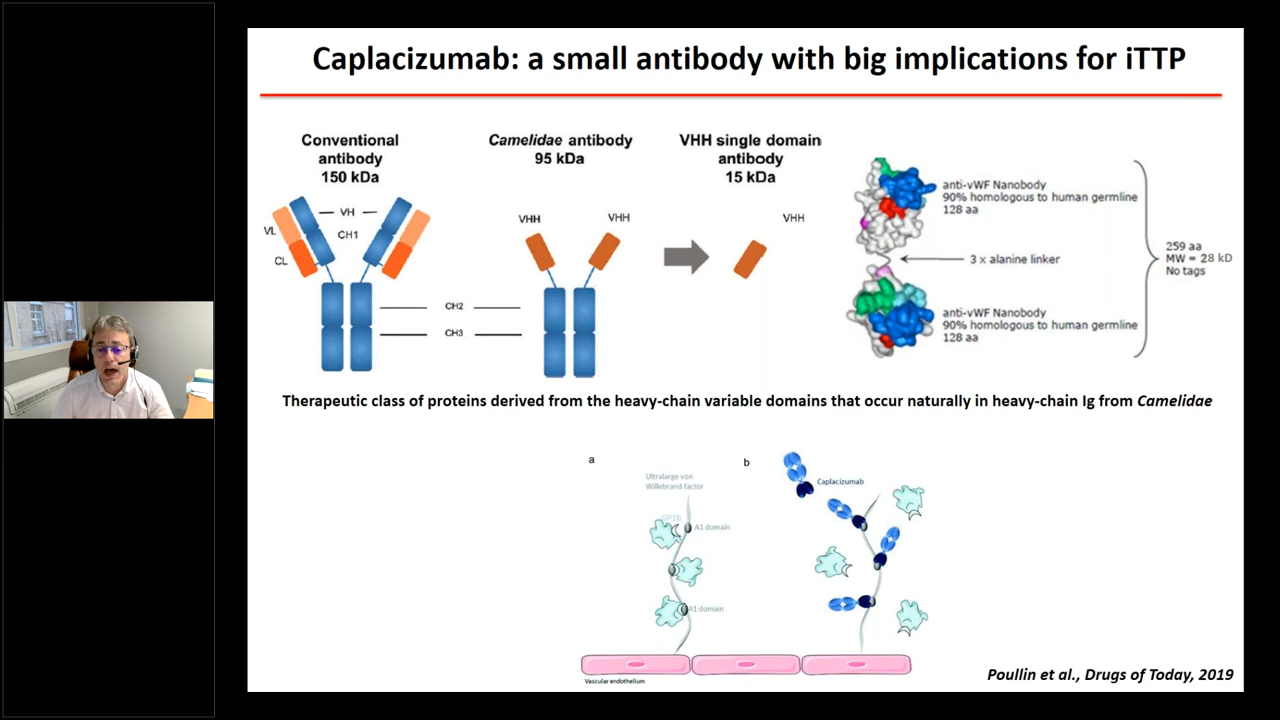 Caplacizumab: a small antibody with big implications for iTTP
Conventional
antibody
150 kDa
Camelidae antibody
95 kDa
VHH single domain
antibody
15 kDa
VH
VL
CH1
CL
CH2
CH3
VHH
VHH
VHH
anti-vWF Nanobody
90% homologous to human germline
128 aa
3 x alanine linker
anti-vWF Nanobody
90% homologous to human germline
128 aa
259 aa
MW = 28 kD
No tags
Therapeutic class of proteins derived from the heavy-chain variable domains that occur naturally in heavy-chain Ig from Camelidae
a
Ultralarge von
Willebrand factor
GP1b
A1 domain
A1 domain
b
Caplacizumab
Vascular endothelium
Poullin et al., Drugs of Today, 2019